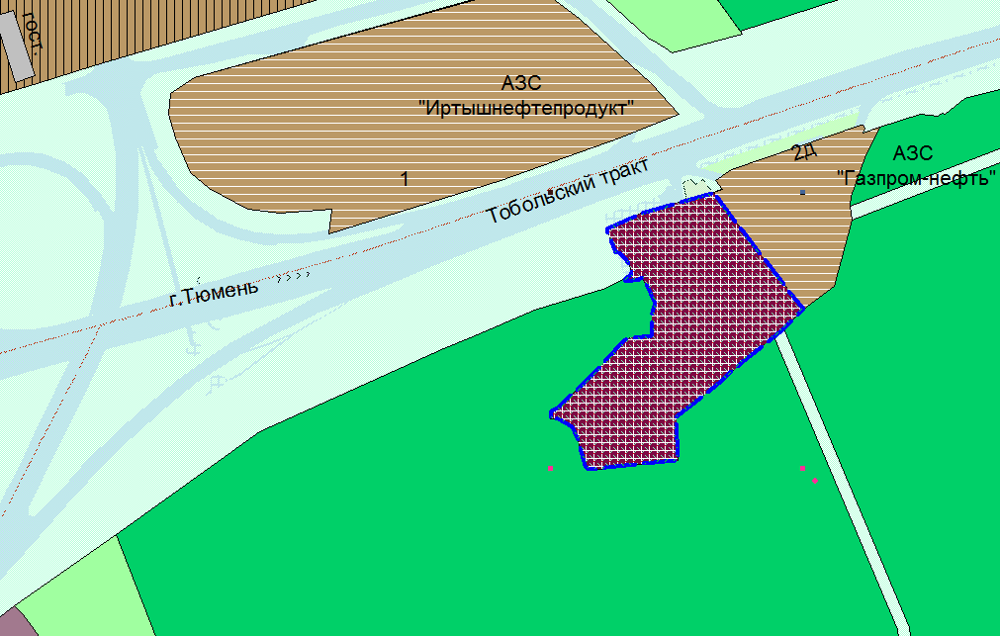 гост.
АЗС
"Иртышнефтепродукт"
1
Тобольский тракт
2д
АЗС
"Газпром-нефть"
г.Тюмень